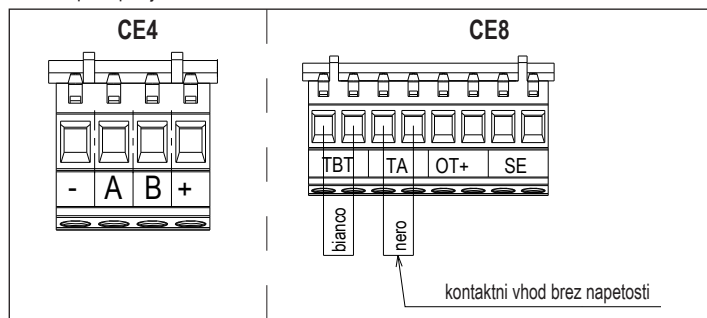 CE4
CE8
- A B +
TBT TA OT+ SE
bianco
nero
kontaktni vhod brez napetosti